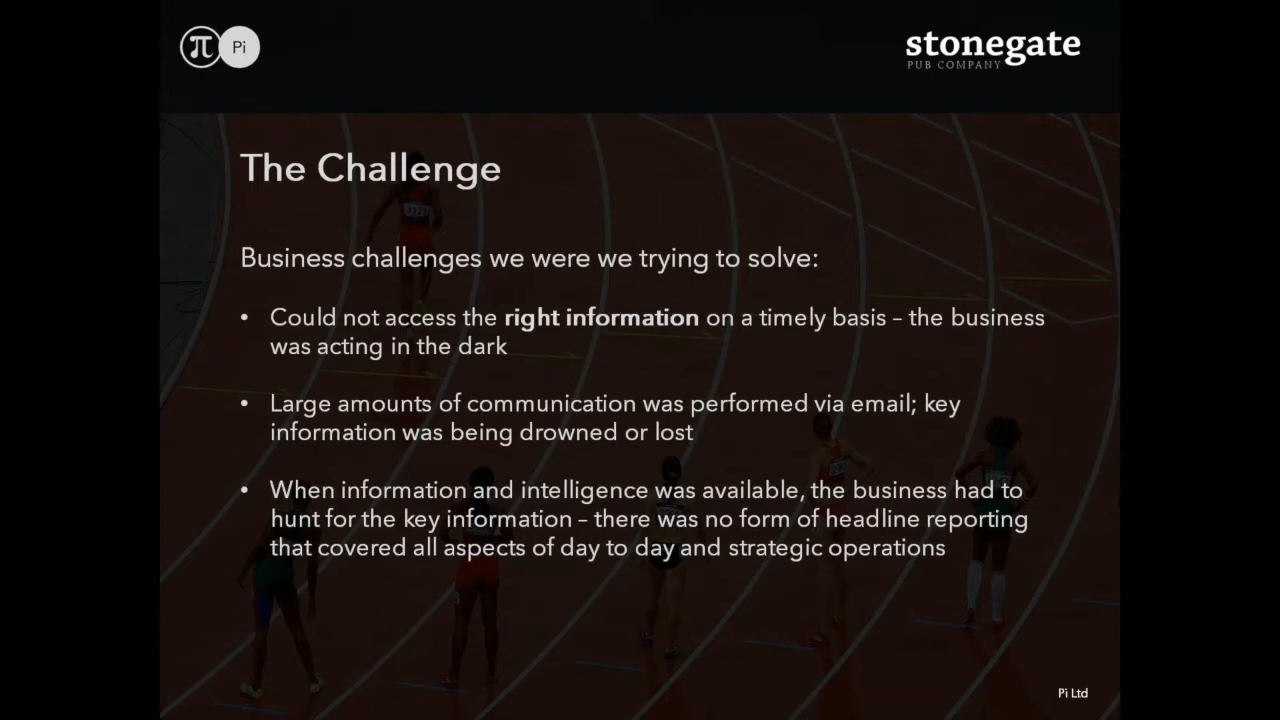 π Pi
stonegate
PUB COMPANY
The Challenge
Business challenges we were we trying to solve:
• Could not access the right information on a timely basis – the business
was acting in the dark
• Large amounts of communication was performed via email; key
information was being drowned or lost
• When information and intelligence was available, the business had to
hunt for the key information – there was no form of headline reporting
that covered all aspects of day to day and strategic operations
Pi Ltd